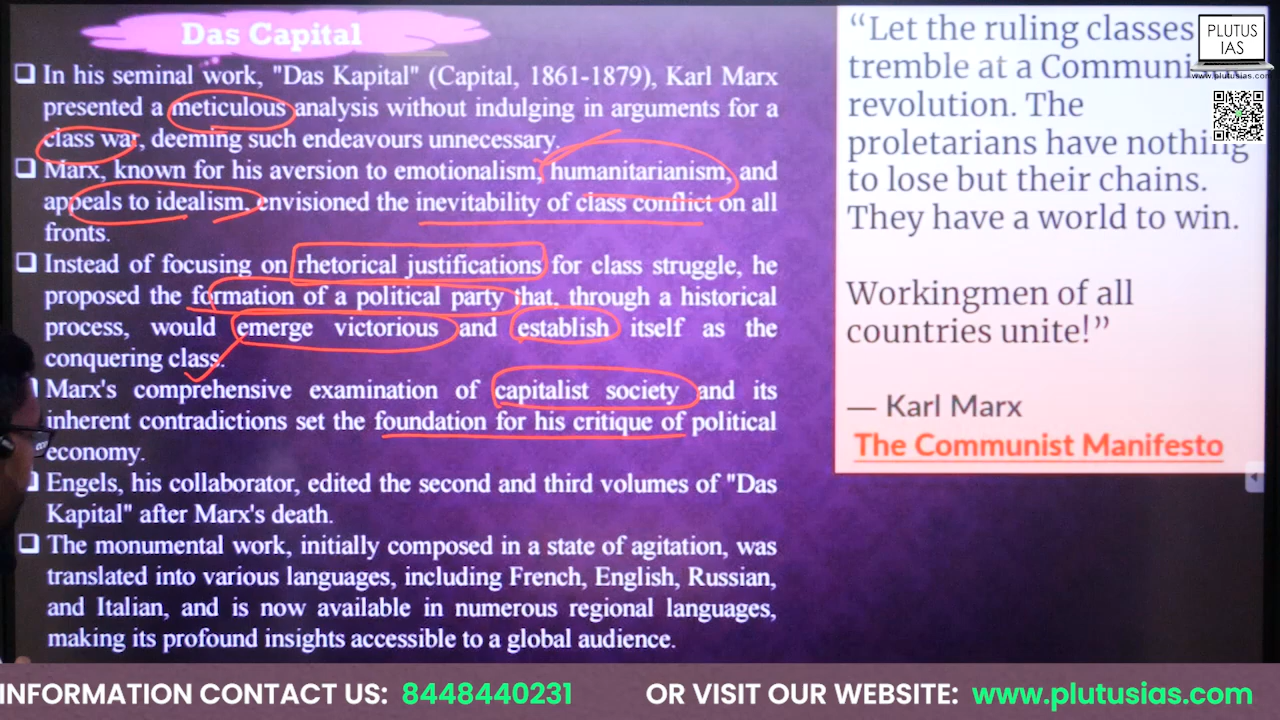 Das Capital
In his seminal work, "Das Kapital" (Capital, 1861-1879), Karl Marx
presented a meticulous analysis without indulging in arguments for a
class war, deeming such endeavours unnecessary.
Marx, known for his aversion to emotionalism, humanitarianism, and
appeals to idealism, envisioned the inevitability of class conflict on all
fronts.
Instead of focusing on rhetorical justifications for class struggle, he
proposed the formation of a political party that, through a historical
process, would emerge victorious and establish itself as the
conquering class.
Marx's comprehensive examination of capitalist society and its
inherent contradictions set the foundation for his critique of political
economy.
Engels, his collaborator, edited the second and third volumes of "Das
Kapital" after Marx's death.
The monumental work, initially composed in a state of agitation, was
translated into various languages, including French, English, Russian,
and Italian, and is now available in numerous regional languages,
making its profound insights accessible to a global audience.
“Let the ruling classes
tremble at a Communis
revolution. The
proletarians have nothing
to lose but their chains.
They have a world to win.
Workingmen of all
countries unite!”
— Karl Marx
The Communist Manifesto
PLUTUS
IAS
www.plutusias.com
INFORMATION CONTACT US: 8448440231 OR VISIT OUR WEBSITE: www.plutusias.com